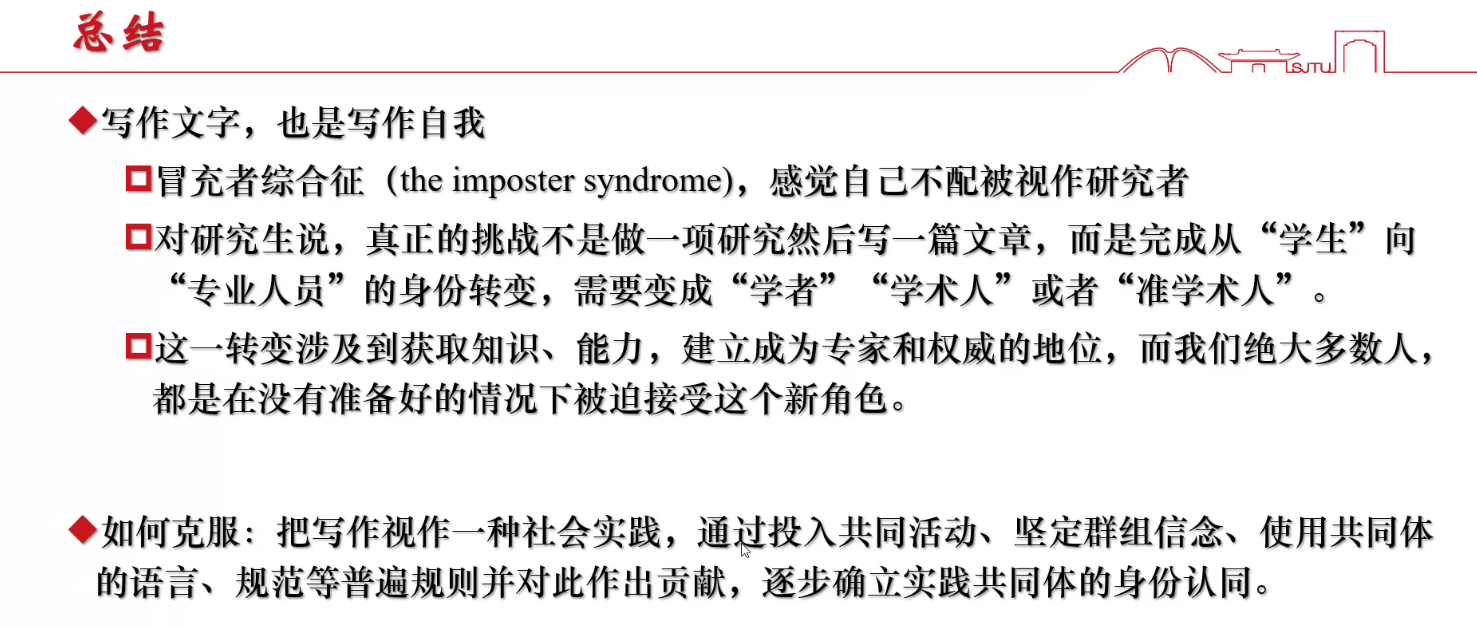 总结
SJTU
写作文字，也是写作自我
冒充者综合征（the imposter syndrome)，感觉自己不配被视作研究者
对研究生说，真正的挑战不是做一项研究然后写一篇文章，而是完成从“学生”向
“专业人员”的身份转变，需要变成“学者”“学术人”或者“准学术人”。
这一转变涉及到获取知识、能力，建立成为专家和权威的地位，而我们绝大多数人，
都是在没有准备好的情况下被迫接受这个新角色。
如何克服：把写作视作一种社会实践，通过投入共同活动、坚定群组信念、使用共同体
的语言、规范等普遍规则并对此作出贡献，逐步确立实践共同体的身份认同。